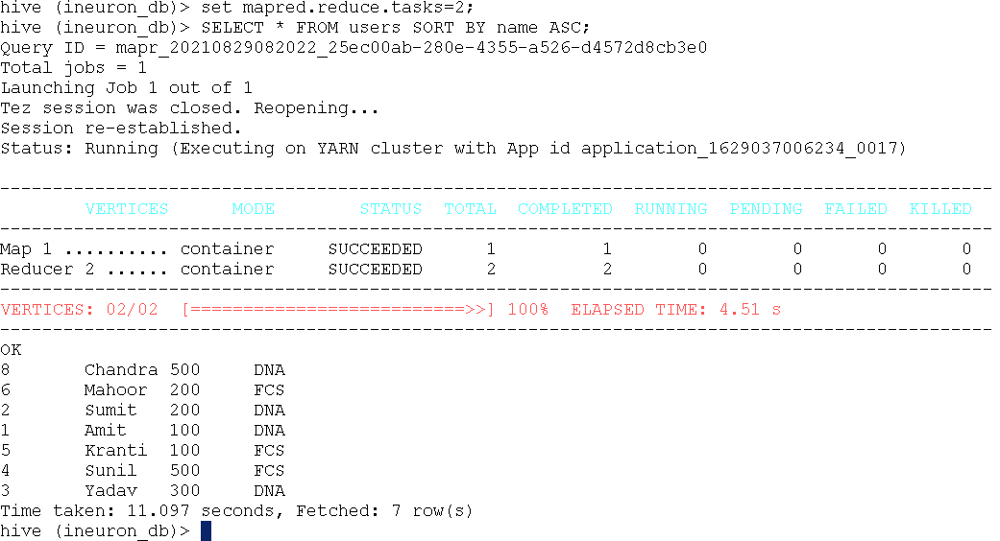 hive (ineuron_db)> set mapred.reduce.tasks=2;
hive (ineuron_db)> SELECT * FROM users SORT BY name ASC;
Query ID = mapr_20210829082022_25ec00ab-280e-4355-a526-d4572d8cb3e0
Total jobs = 1
Launching Job 1 out of 1
Tez session was closed. Reopening...
Session re-established.
Status: Running (Executing on YARN cluster with App id application_1629037006234_0017)
----------------------------------------------------------------------------------------------
        VERTICES      MODE        STATUS  TOTAL  COMPLETED  RUNNING  PENDING  FAILED  KILLED
----------------------------------------------------------------------------------------------
Map 1 .......... container     SUCCEEDED      1          1        0        0       0       0
Reducer 2 ...... container     SUCCEEDED      2          2        0        0       0       0
----------------------------------------------------------------------------------------------
VERTICES: 02/02  [==========================>>] 100%  ELAPSED TIME: 4.51 s
----------------------------------------------------------------------------------------------
OK
8       Chandra 500     DNA
6       Mahoor  200     FCS
2       Sumit   200     DNA
1       Amit    100     DNA
5       Kranti  100     FCS
4       Sunil   500     FCS
3       Yadav   300     DNA
Time taken: 11.097 seconds, Fetched: 7 row(s)
hive (ineuron_db)>